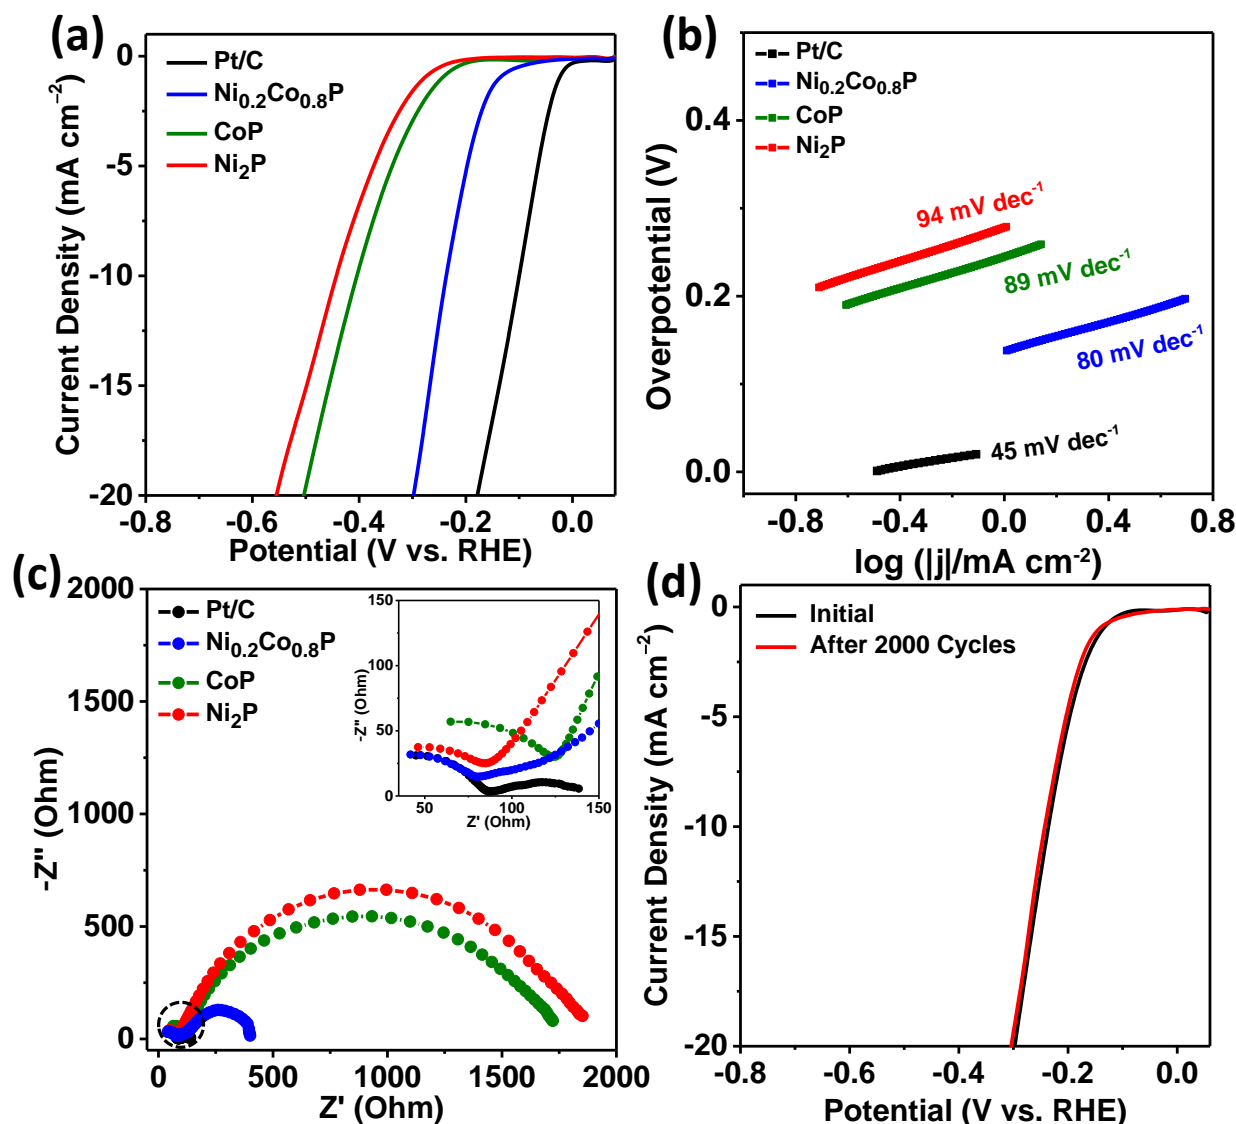 (a)
0
-5
-10
-15
-20
Current Density (mA cm⁻²)
Pt/C
Ni₀.₂Co₀.₈P
CoP
Ni₂P
-0.8
-0.6
-0.4
-0.2
0.0
Potential (V vs. RHE)
(b)
Pt/C
Ni₀.₂Co₀.₈P
CoP
Ni₂P
0.4
0.2
0.0
Overpotential (V)
94 mV dec⁻¹
89 mV dec⁻¹
80 mV dec⁻¹
45 mV dec⁻¹
-0.8
-0.4
0.0
0.4
0.8
log (|j|/mA cm⁻²)
(c)
2000
1500
1000
500
0
-Z" (Ohm)
Pt/C
Ni₀.₂Co₀.₈P
CoP
Ni₂P
150
100
50
0
-Z" (Ohm)
50
100
150
Z' (Ohm)
0
500
1000
1500
2000
Z' (Ohm)
(d)
0
-5
-10
-15
-20
Current Density (mA cm⁻²)
Initial
After 2000 Cycles
-0.8
-0.6
-0.4
-0.2
0.0
Potential (V vs. RHE)